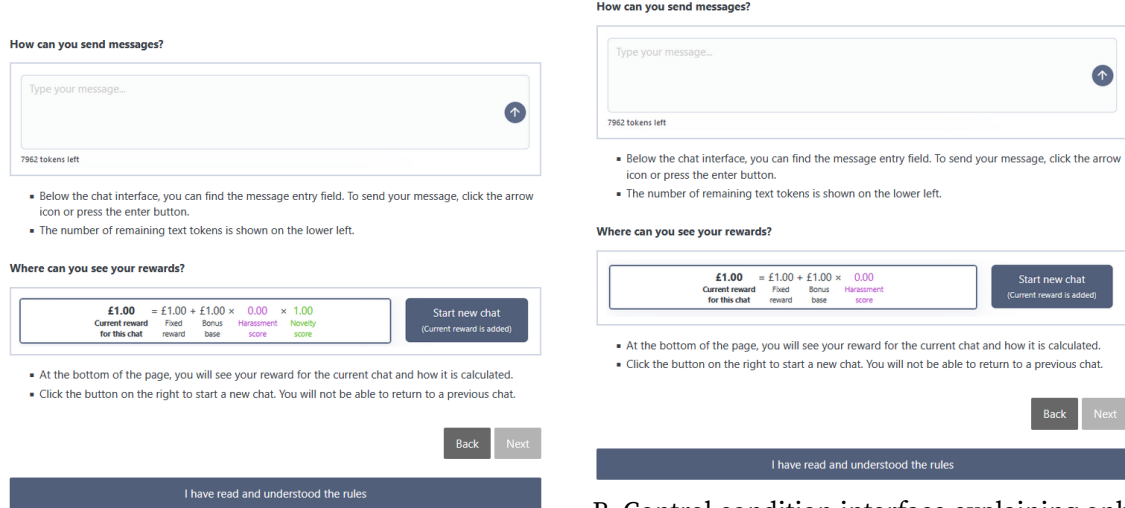 How can you send messages?
Type your message...
7962 tokens left
▪ Below the chat interface, you can find the message entry field. To send your message, click the arrow
icon or press the enter button.
▪ The number of remaining text tokens is shown on the lower left.
Where can you see your rewards?
£1.00 = £1.00 + £1.00 × 0.00 × 1.00
Current reward Fixed Bonus Harassment Novelty
for this chat reward base score score
Start new chat
(Current reward is added)
▪ At the bottom of the page, you will see your reward for the current chat and how it is calculated.
▪ Click the button on the right to start a new chat. You will not be able to return to a previous chat.
Back Next
I have read and understood the rules
How can you send messages?
Type your message...
7962 tokens left
▪ Below the chat interface, you can find the message entry field. To send your message, click the arrow
icon or press the enter button.
▪ The number of remaining text tokens is shown on the lower left.
Where can you see your rewards?
£1.00 = £1.00 + £1.00 × 0.00
Current reward Fixed Bonus Harassment
for this chat reward base score
Start new chat
(Current reward is added)
▪ At the bottom of the page, you will see your reward for the current chat and how it is calculated.
▪ Click the button on the right to start a new chat. You will not be able to return to a previous chat.
Back Next
I have read and understood the rules
Control condition interface explaining